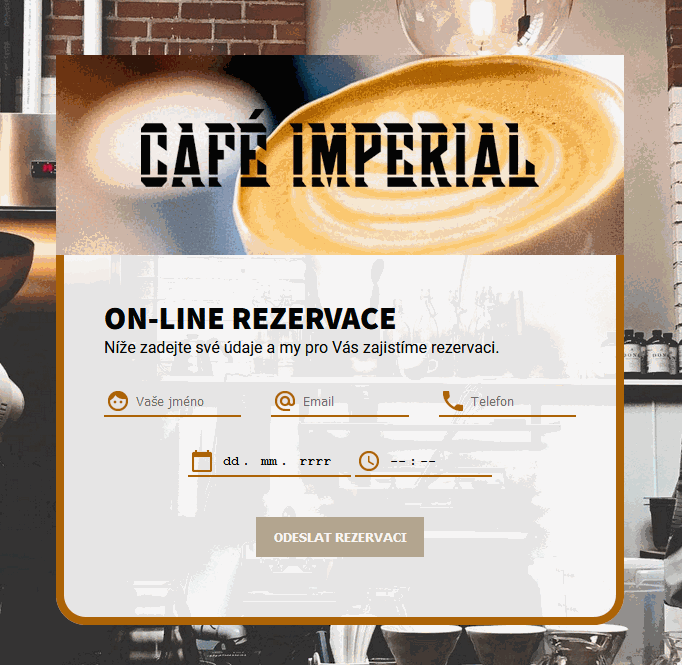 CAFÉ IMPERIAL
ON-LINE REZERVACE
Níže zadejte své údaje a my pro Vás zajistíme rezervaci.
Vaše jméno
Email
Telefon
dd. mm. rrrr
--:--
ODESLAT REZERVACI